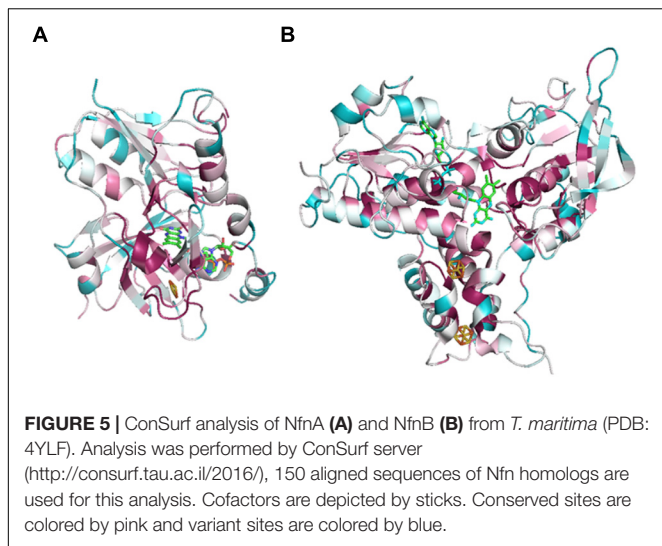 A
B
FIGURE 5 | ConSurf analysis of NfnA (A) and NfnB (B) from T. maritima (PDB:
4YLF). Analysis was performed by ConSurf server
(http://consurf.tau.ac.il/2016/), 150 aligned sequences of Nfn homologs are
used for this analysis. Cofactors are depicted by sticks. Conserved sites are
colored by pink and variant sites are colored by blue.